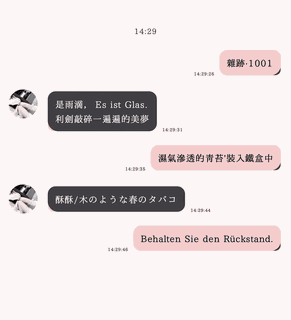 14:29
雜跡·1001
14:29:26
是雨滴， Es ist Glas.
利劍敲碎一遍遍的美夢
14:29:31
濕氣滲透的青苔'裝入鐵盒中
14:29:35
酥酥/木のような春のタバコ
14:29:44
Behalten Sie den Rückstand.
14:29:46